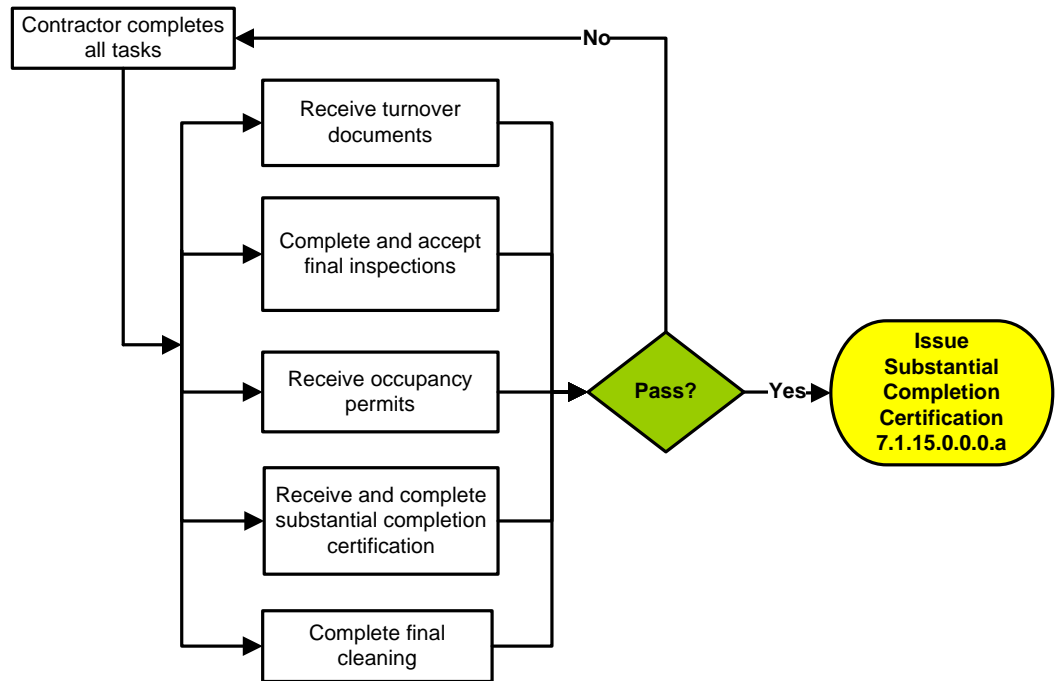 Contractor completes
all tasks
No
Receive turnover
documents
Complete and accept
final inspections
Receive occupancy
permits
Pass?
Yes
Issue
Substantial
Completion
Certification
7.1.15.0.0.0.a
Receive and complete
substantial completion
certification
Complete final
cleaning